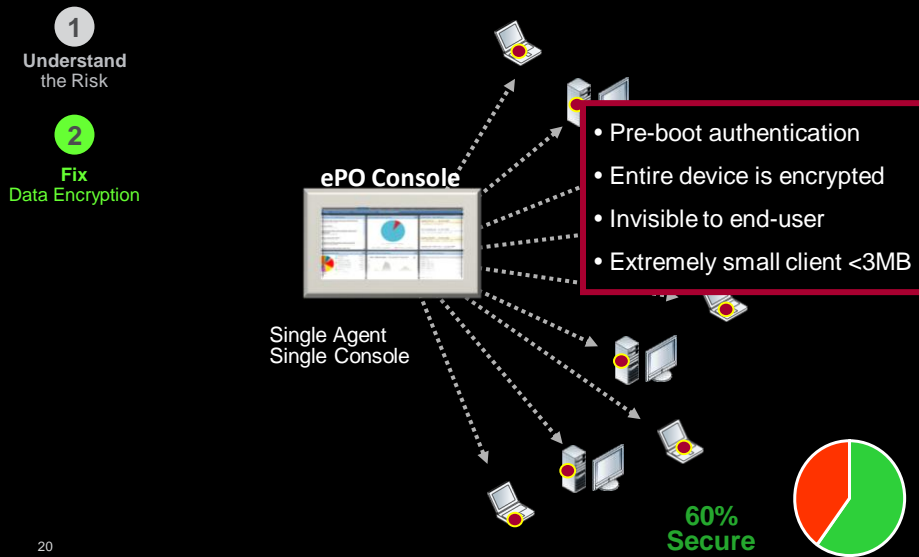 1
Understand
the Risk
2
Fix
Data Encryption
ePO Console
Single Agent
Single Console
• Pre-boot authentication
• Entire device is encrypted
• Invisible to end-user
• Extremely small client <3MB
60%
Secure
20